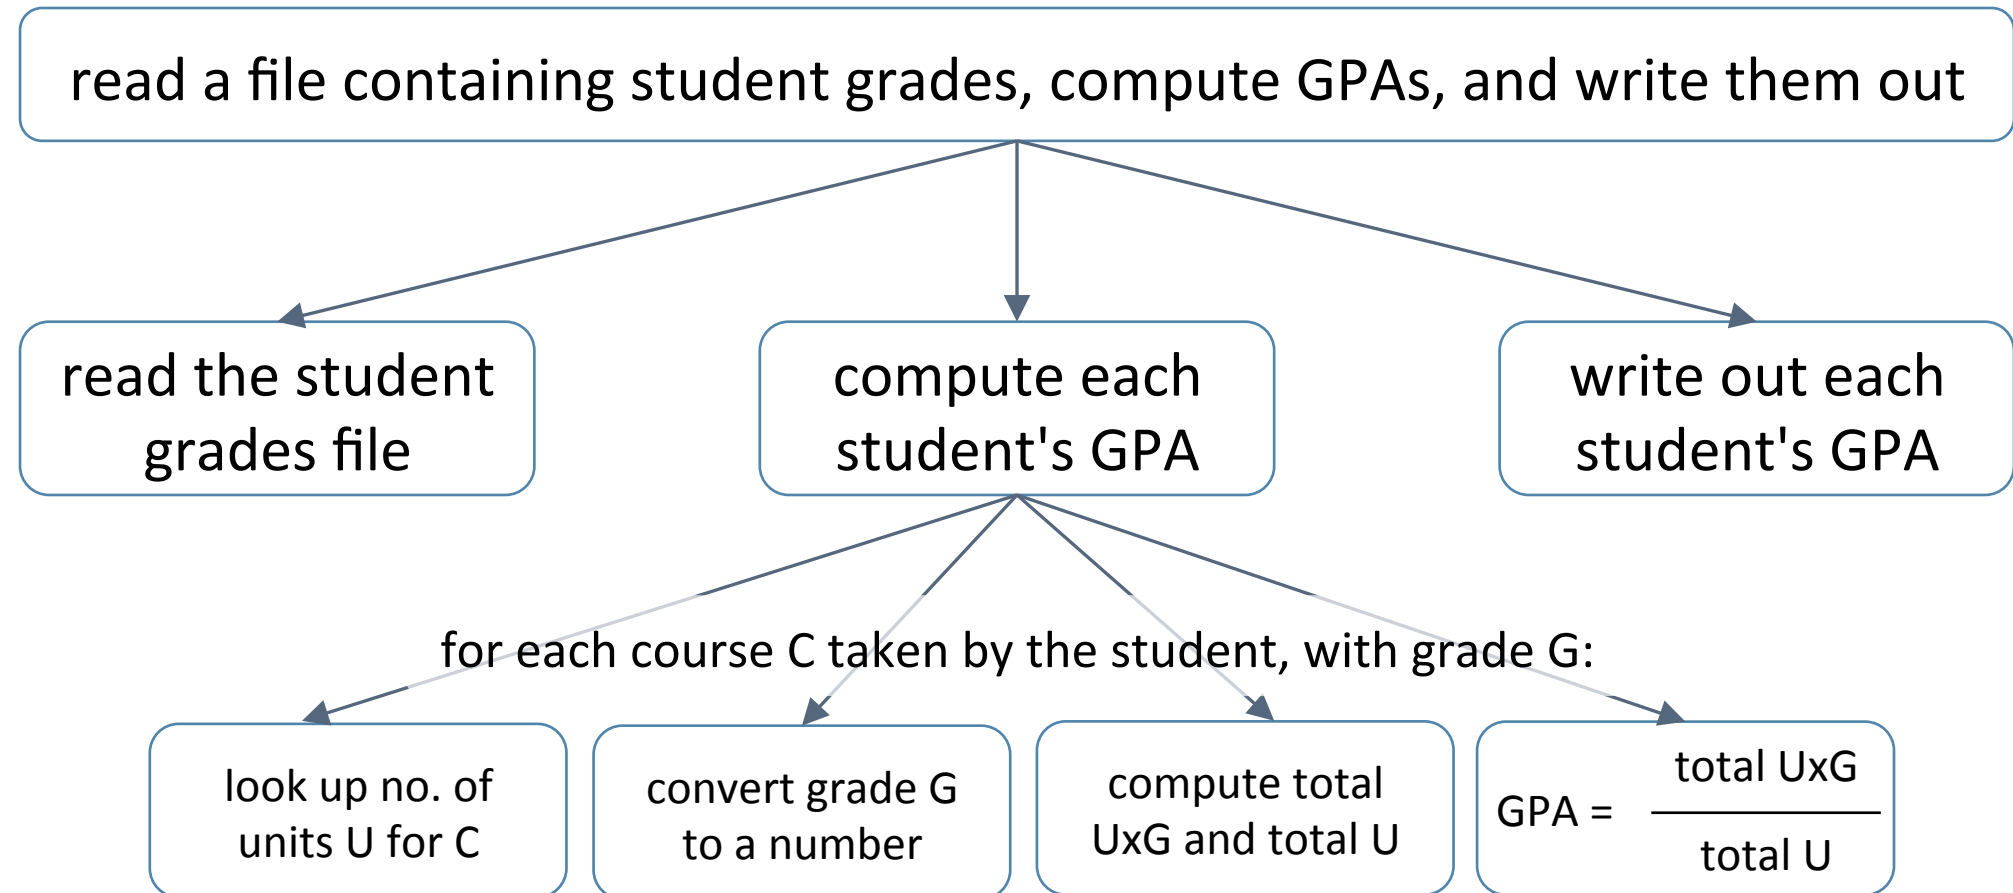 read a file containing student grades, compute GPAs, and write them out
read the student
grades file
compute each
student's GPA
write out each
student's GPA
for each course C taken by the student, with grade G:
look up no. of
units U for C
convert grade G
to a number
compute total
UxG and total U
GPA =
total UxG
total U